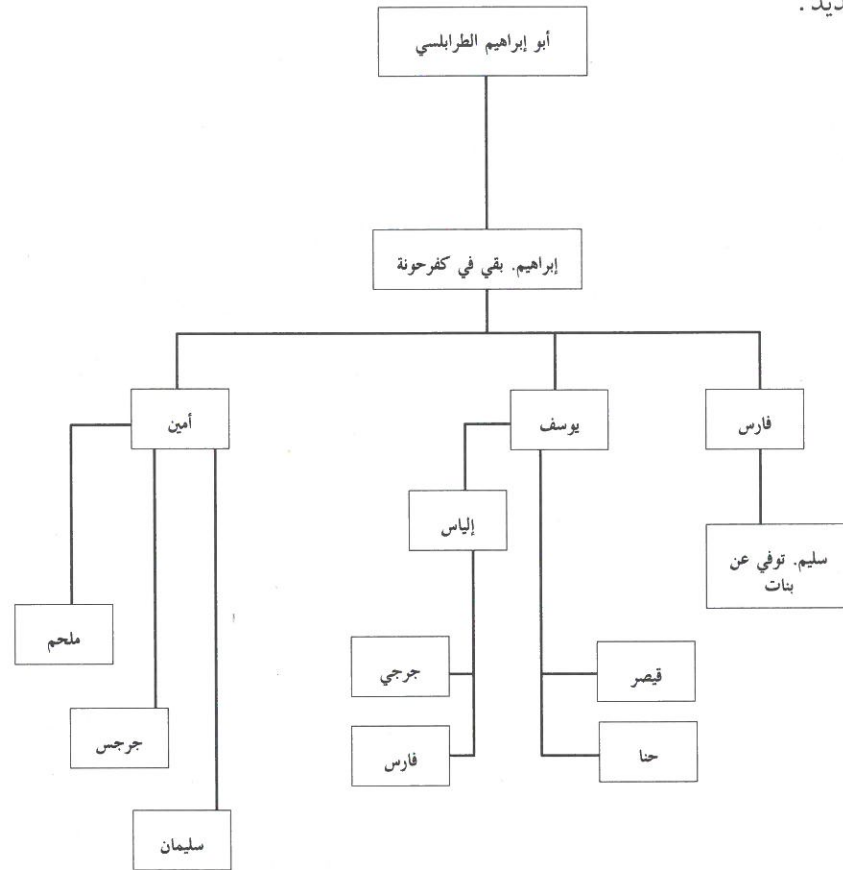 ديد.
أبو إبراهيم الطرابلسي
إبراهيم. بقي في كفرحونة
فارس
يوسف
أمين
إلياس
سليم. توفي عن
بنات
ملحم
جرجي
قيصر
جرجس
فارس
حنا
سليمان